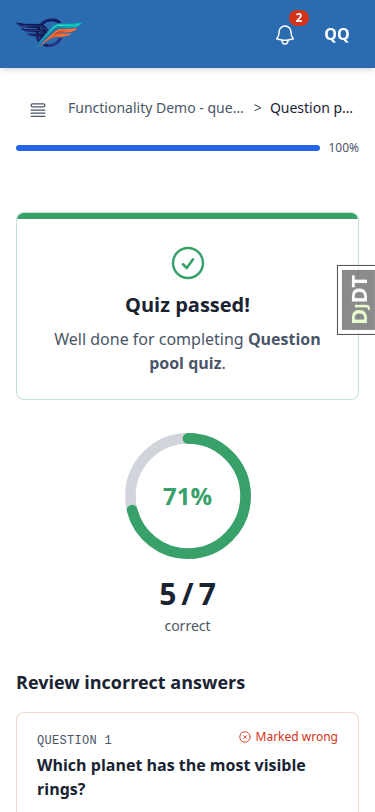 2
QQ
Functionality Demo - que... > Question p...
100%
Quiz passed!
Well done for completing Question
pool quiz.
DJDT
71%
5 / 7
correct
Review incorrect answers
QUESTION 1
Marked wrong
Which planet has the most visible
rings?